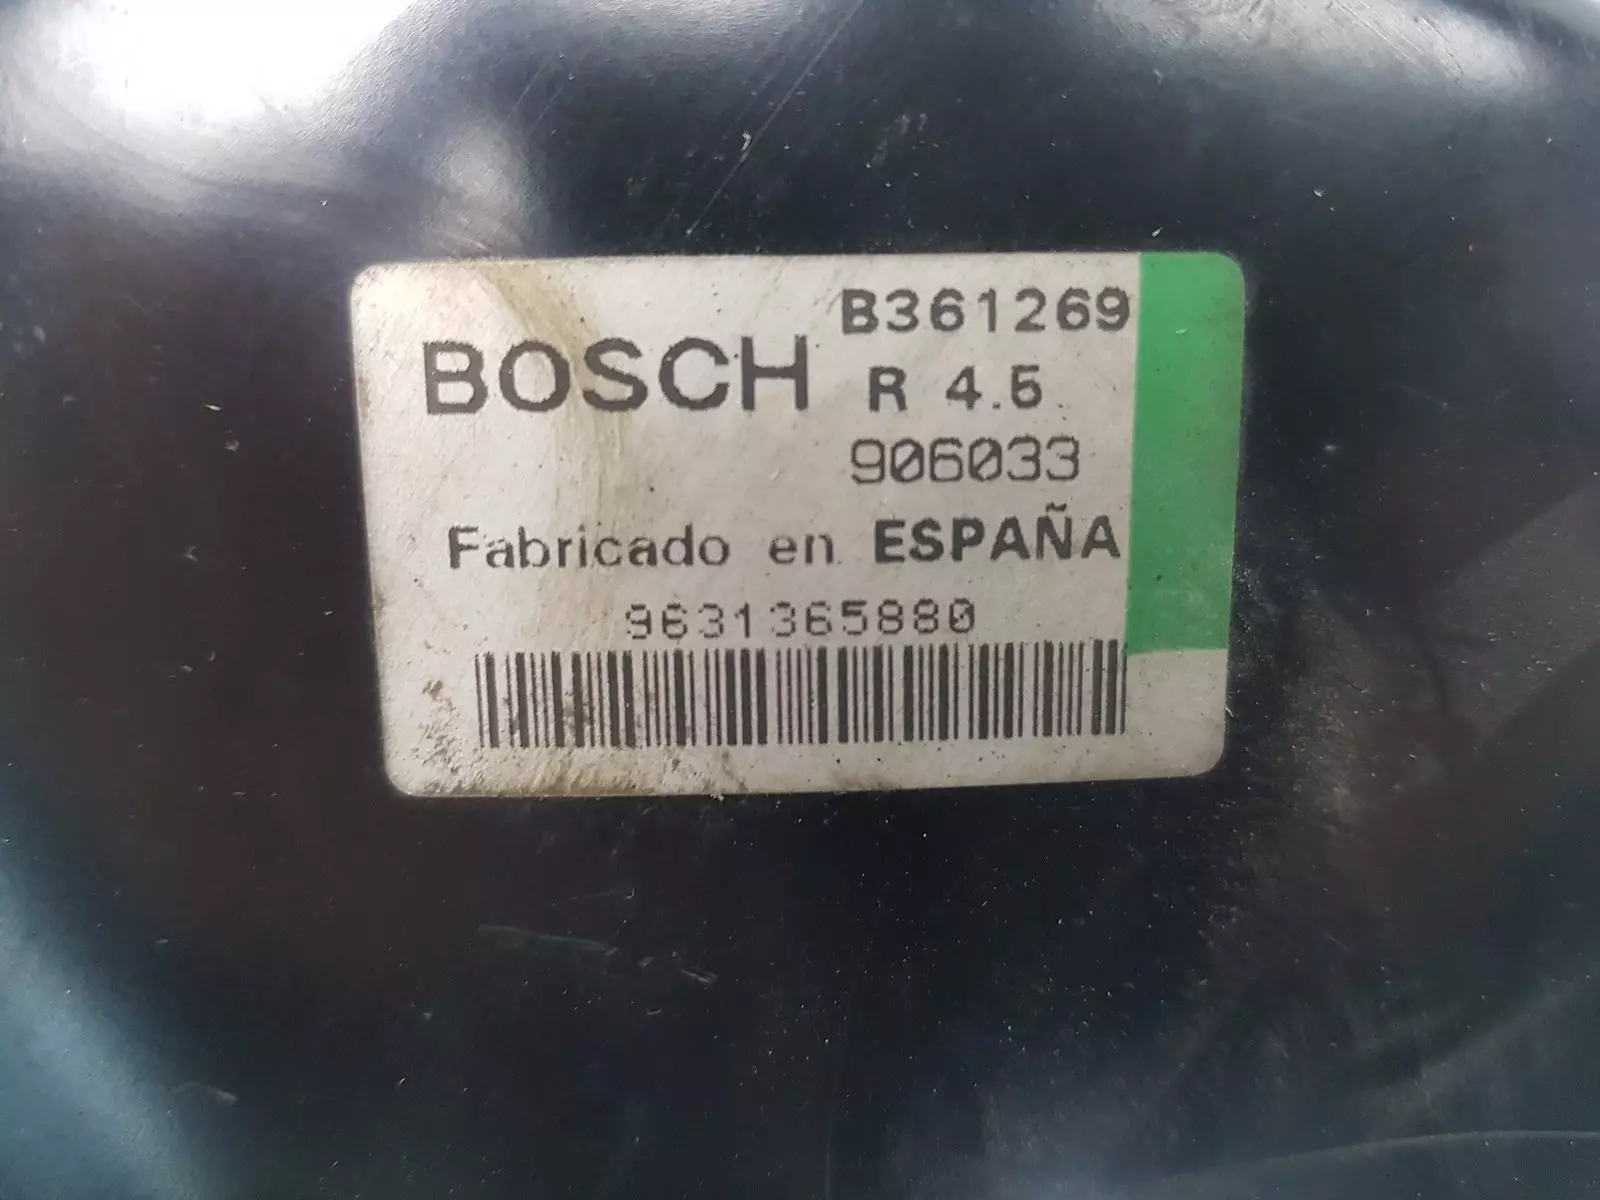 B361269
BOSCH R 4.5
906033
Fabricado en ESPAÑA
9631365880